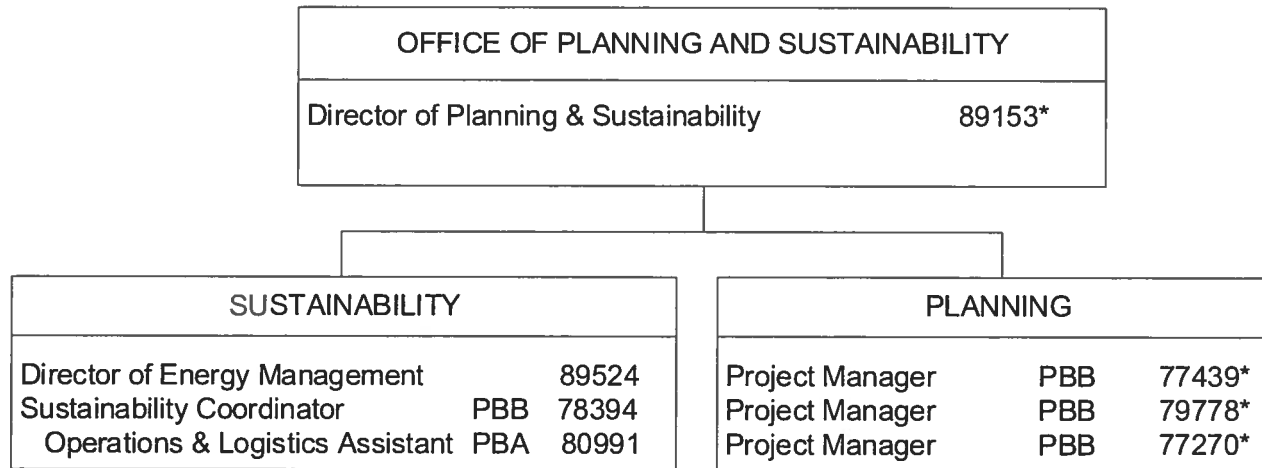 OFFICE OF PLANNING AND SUSTAINABILITY
Director of Planning & Sustainability 89153*
SUSTAINABILITY
Director of Energy Management 89524
Sustainability Coordinator PBB 78394
Operations & Logistics Assistant PBA 80991
PLANNING
Project Manager PBB 77439*
Project Manager PBB 79778*
Project Manager PBB 77270*